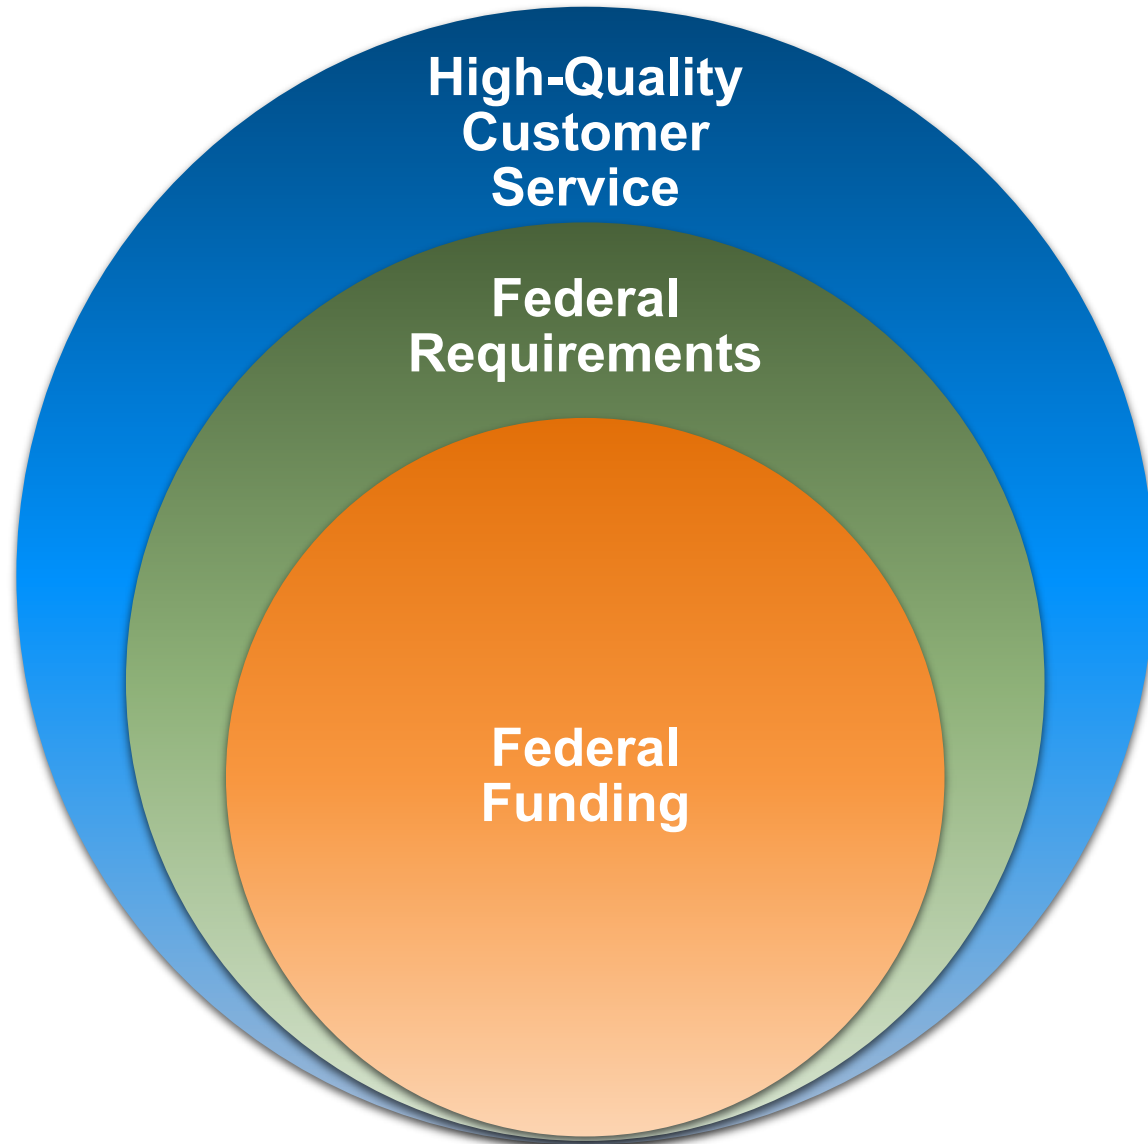 High-Quality
Customer
Service
Federal
Requirements
Federal
Funding